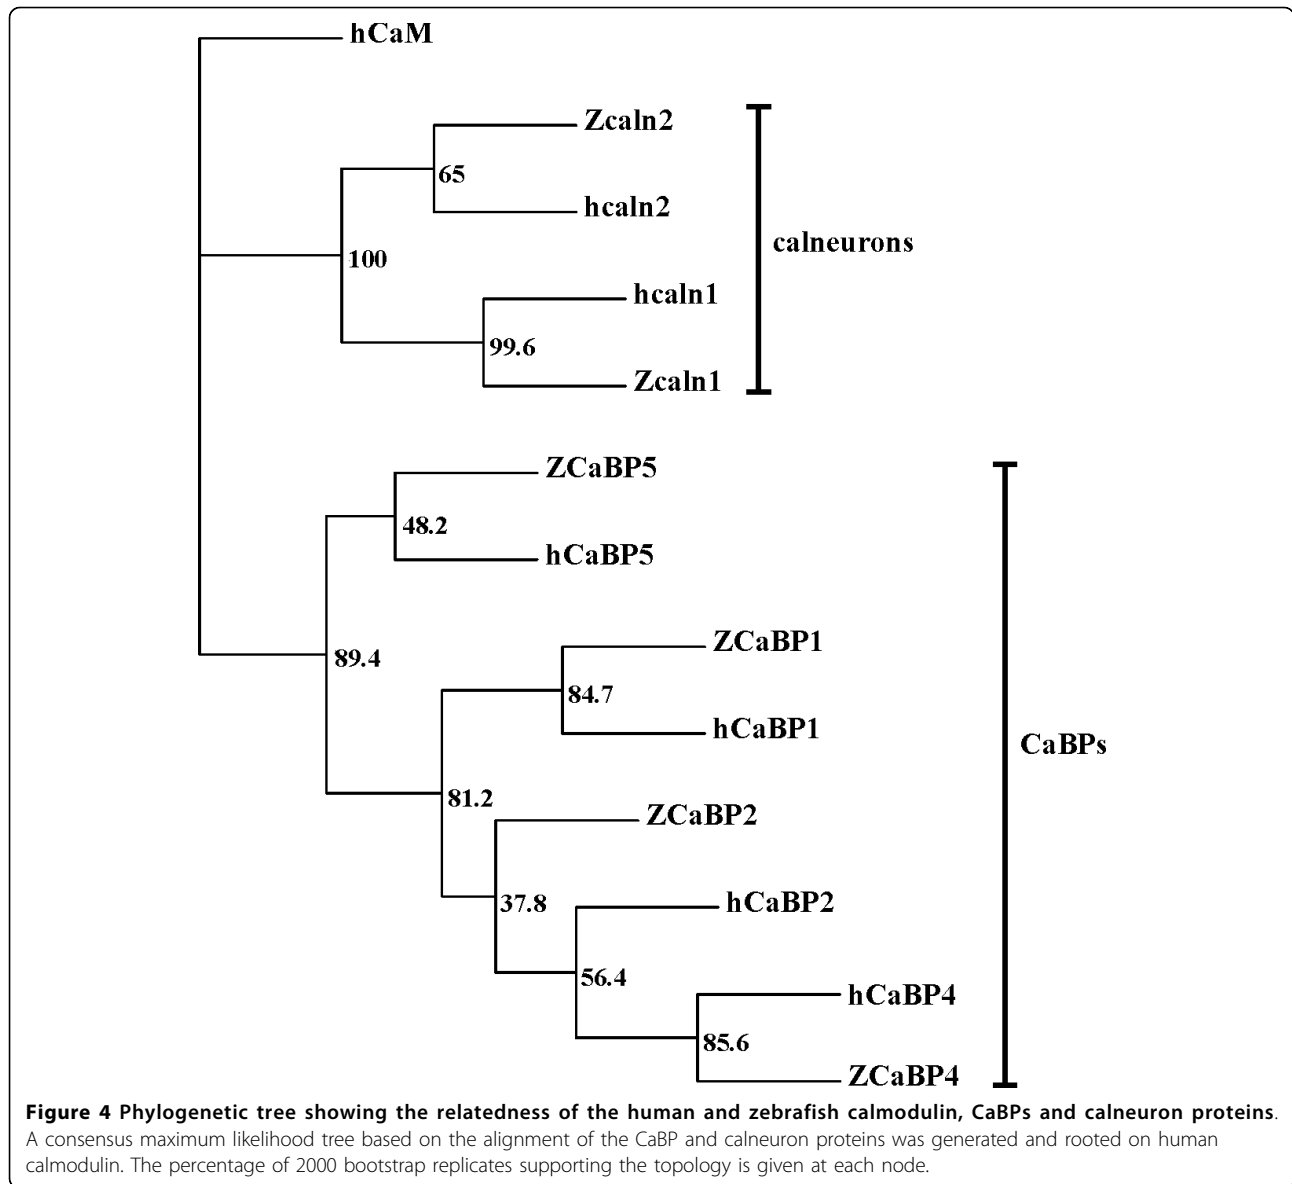 hCaM
Zcaln2
65
hcaln2
calneurons
100
hcaln1
99.6
Zcaln1
ZCaBP5
48.2
hCaBP5
ZCaBP1
89.4
84.7
hCaBP1
CaBPs
81.2
ZCaBP2
37.8
hCaBP2
56.4
hCaBP4
85.6
ZCaBP4
Figure 4 Phylogenetic tree showing the relatedness of the human and zebrafish calmodulin, CaBPs and calneuron proteins.
A consensus maximum likelihood tree based on the alignment of the CaBP and calneuron proteins was generated and rooted on human
calmodulin. The percentage of 2000 bootstrap replicates supporting the topology is given at each node.